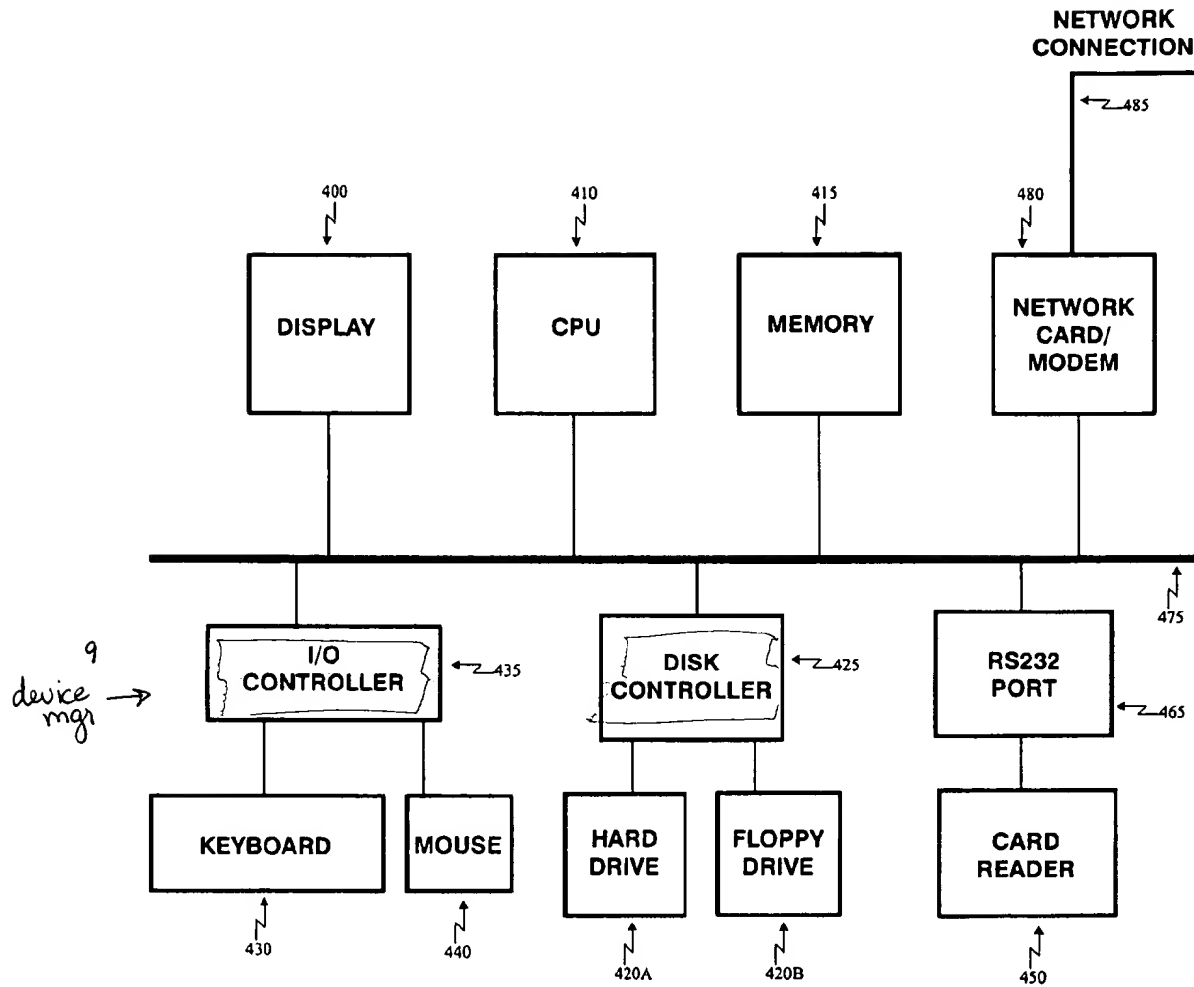 NETWORK
CONNECTION
485
400
410
415
480
DISPLAY
CPU
MEMORY
NETWORK
CARD/
MODEM
475
9
device
mgr
I/O
CONTROLLER
435
DISK
CONTROLLER
425
RS232
PORT
465
KEYBOARD
MOUSE
HARD
DRIVE
FLOPPY
DRIVE
CARD
READER
430
440
420A
420B
450